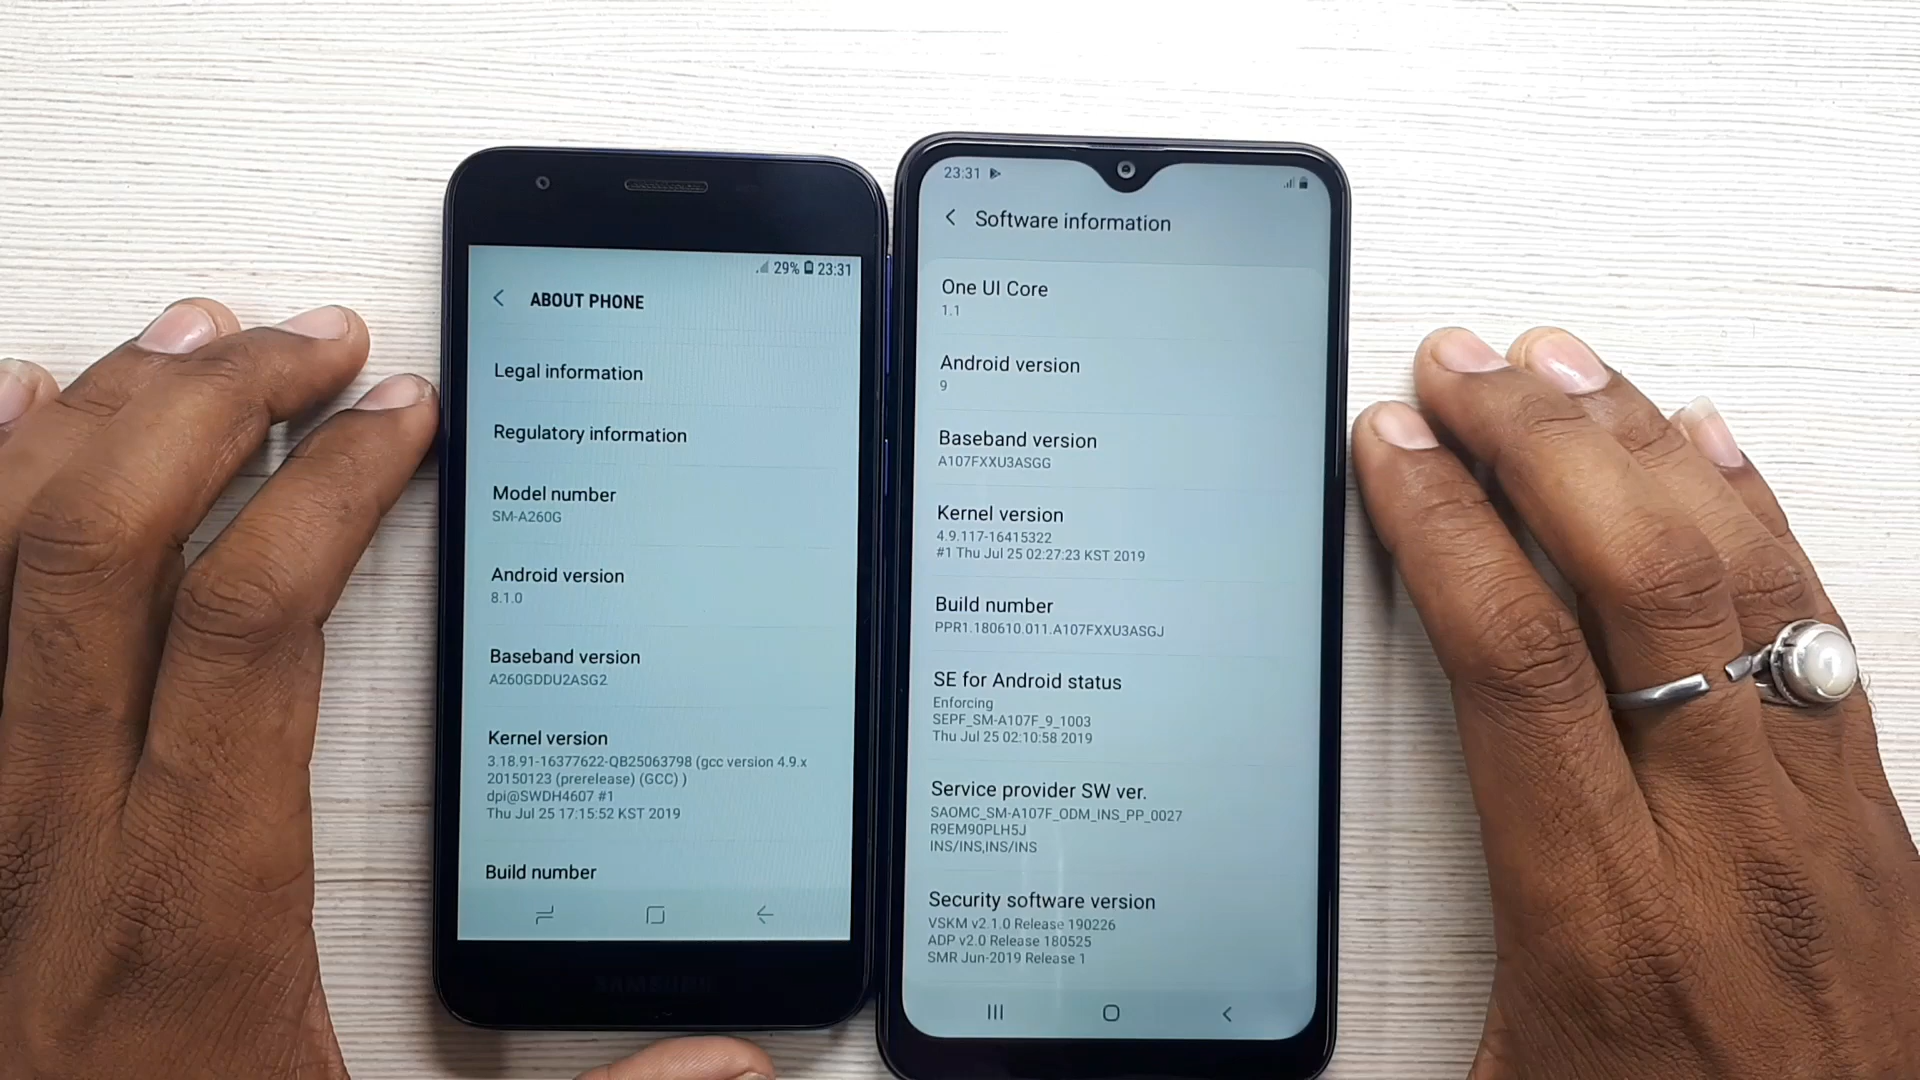 29% 23:31
ABOUT PHONE
Legal information
Regulatory information
Model number
SM-A260G
Android version
8.1.0
Baseband version
A260GDDU2ASG2
Kernel version
3.18.91-16377622-QB25063798 (gcc version 4.9.x
20150123 (prerelease) (GCC) )
dpi@SWDH4607 #1
Thu Jul 25 17:15:52 KST 2019
Build number
SAMSUNG
23:31
Software information
One UI Core
1.1
Android version
9
Baseband version
A107FXXU3ASGG
Kernel version
4.9.117-16415322
#1 Thu Jul 25 02:27:23 KST 2019
Build number
PPR1.180610.011.A107FXXU3ASGJ
SE for Android status
Enforcing
SEPF_SM-A107F_9_1003
Thu Jul 25 02:10:58 2019
Service provider SW ver.
SAOMC_SM-A107F_ODM_INS_PP_0027
R9EM90PLH5J
INS/INS,INS/INS
Security software version
VSKM v2.1.0 Release 190226
ADP v2.0 Release 180525
SMR Jun-2019 Release 1